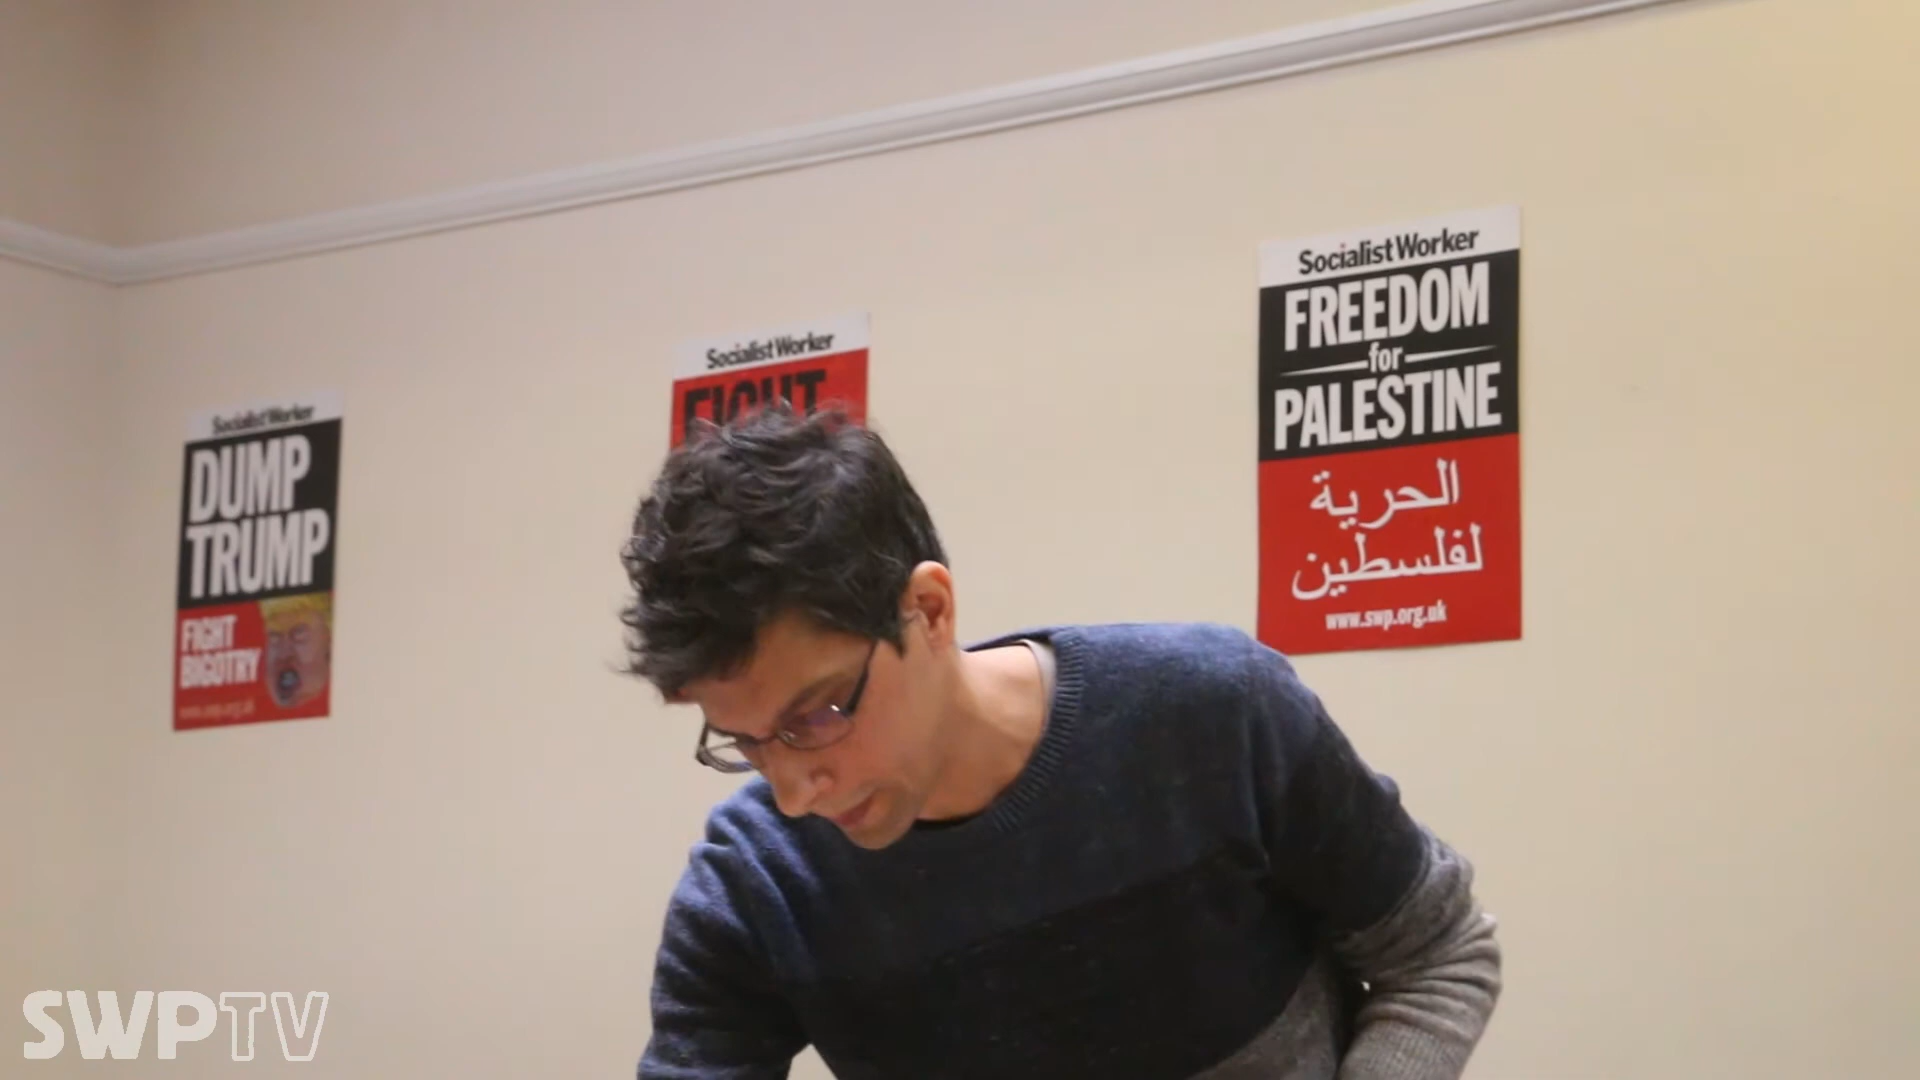 Socialist Worker
DUMP
TRUMP
FIGHT
BIGOTRY
Socialist Worker
FIGHT
Socialist Worker
FREEDOM
for
PALESTINE
الحرية
لفلسطين
www.swp.org.uk
SWPTV